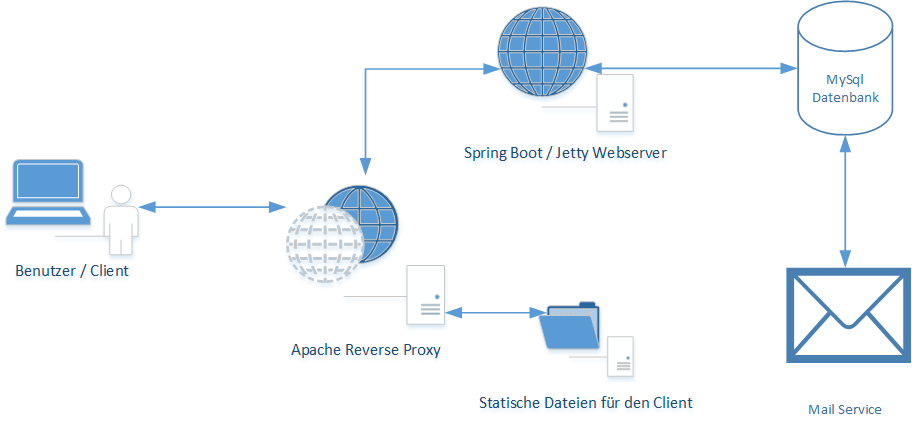 MySql
Datenbank
Spring Boot / Jetty Webserver
Benutzer / Client
Apache Reverse Proxy
Statische Dateien für den Client
Mail Service